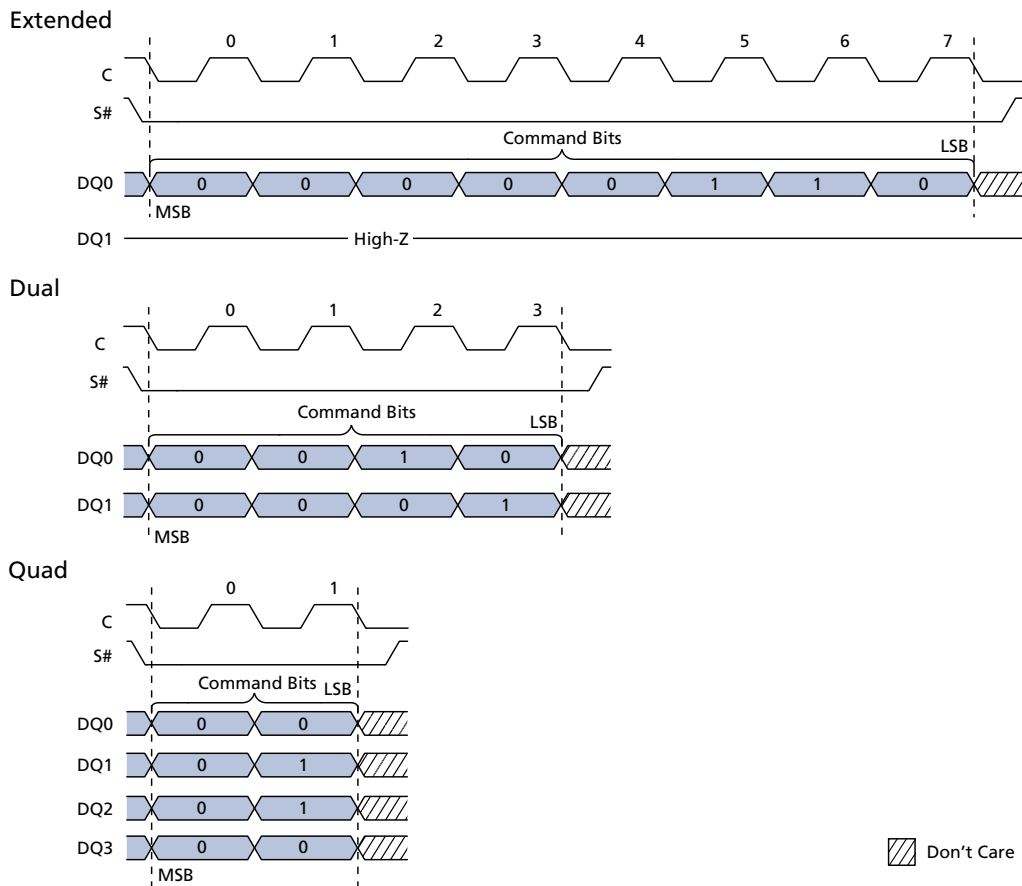 Extended
0 1 2 3 4 5 6 7
C
S#
Command Bits
LSB
DQ0 0 0 0 0 0 1 1 0
MSB
DQ1 High-Z
Dual
0 1 2 3
C
S#
Command Bits
LSB
DQ0 0 0 1 0
DQ1 0 0 0 1
MSB
Quad
0 1
C
S#
Command Bits LSB
DQ0 0 0
DQ1 0 1
DQ2 0 1
DQ3 0 0
MSB
Don't Care